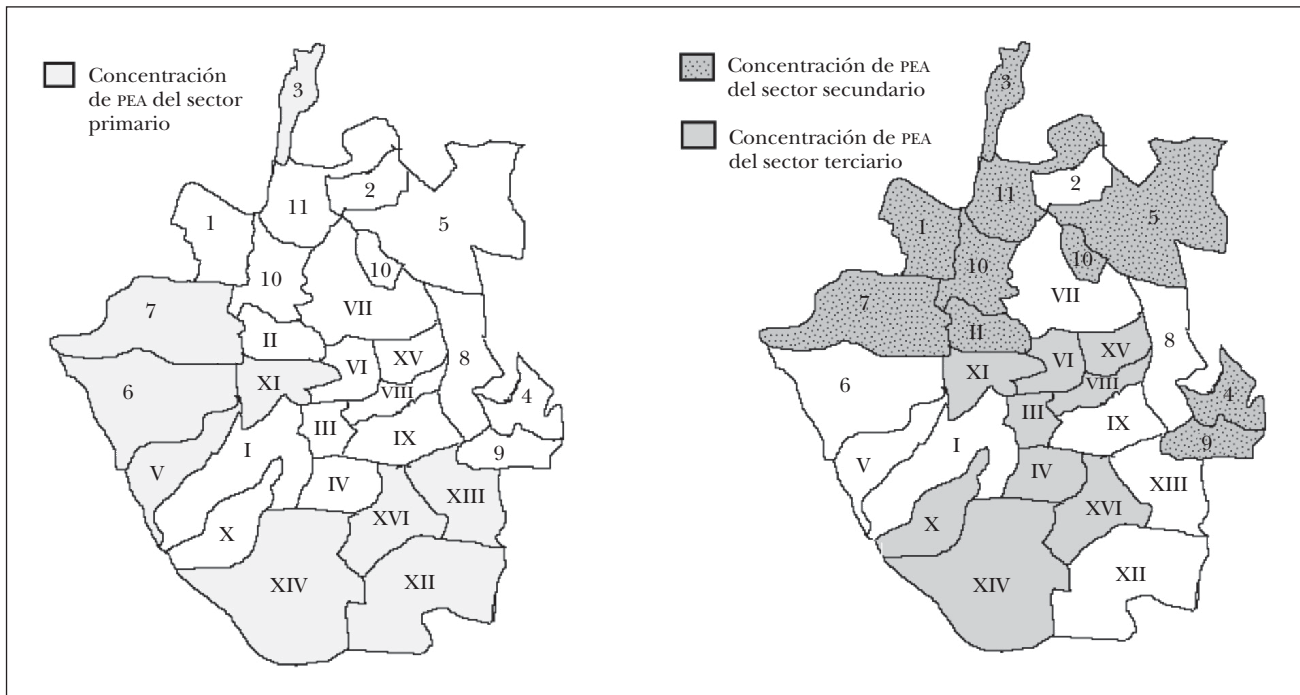 Concentración
de PEA del sector
primario
3
2
11
1
5
10
10
7
VII
II
8
VI
XV
XI
6
VIII
4
III
IX
I
9
V
IV
XIII
XVI
X
XIV
XII
Concentración de PEA
del sector secundario
Concentración de PEA
del sector terciario
3
2
11
1
5
10
10
7
VII
II
8
VI
XV
XI
6
VIII
4
III
IX
I
9
V
IV
XIII
XVI
X
XIV
XII